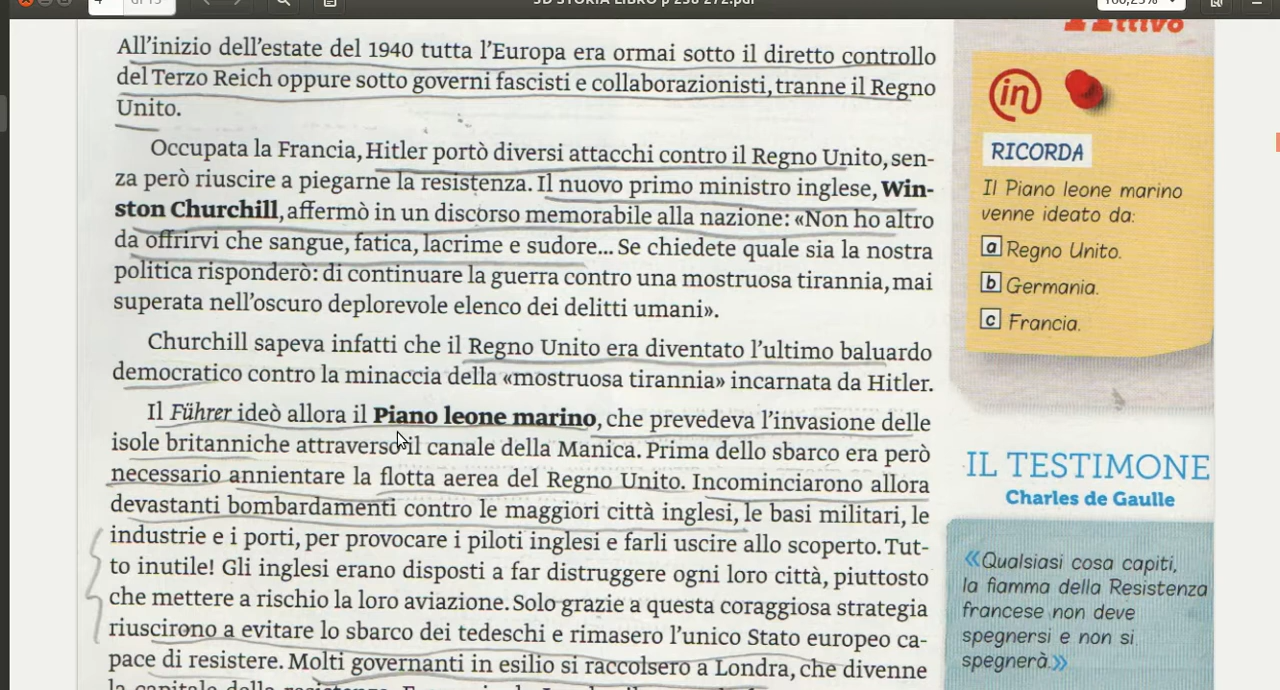 4
di 15
3D STORIA LIBRO p 256-272.pdf
160,25%
All'inizio dell'estate del 1940 tutta l'Europa era ormai sotto il diretto controllo
del Terzo Reich oppure sotto governi fascisti e collaborazionisti, tranne il Regno
Unito.
Occupata la Francia, Hitler portò diversi attacchi contro il Regno Unito, sen-
za però riuscire a piegarne la resistenza. Il nuovo primo ministro inglese, Win-
ston Churchill, affermò in un discorso memorabile alla nazione: «Non ho altro
da offrirvi che sangue, fatica, lacrime e sudore... Se chiedete quale sia la nostra
politica risponderò: di continuare la guerra contro una mostruosa tirannia, mai
superata nell'oscuro deplorevole elenco dei delitti umani».
Churchill sapeva infatti che il Regno Unito era diventato l'ultimo baluardo
democratico contro la minaccia della «mostruosa tirannia» incarnata da Hitler.
Il Führer ideò allora il Piano leone marino, che prevedeva l'invasione delle
isole britanniche attraverso il canale della Manica. Prima dello sbarco era però
necessario annientare la flotta aerea del Regno Unito. Incominciarono allora
devastanti bombardamenti contro le maggiori città inglesi, le basi militari, le
industrie e i porti, per provocare i piloti inglesi e farli uscire allo scoperto. Tut-
to inutile! Gli inglesi erano disposti a far distruggere ogni loro città, piuttosto
che mettere a rischio la loro aviazione. Solo grazie a questa coraggiosa strategia
riuscirono a evitare lo sbarco dei tedeschi e rimasero l'unico Stato europeo ca-
pace di resistere. Molti governanti in esilio si raccolsero a Londra, che divenne
in
RICORDA
Il Piano leone marino
venne ideato da:
a Regno Unito.
b Germania.
c Francia.
IL TESTIMONE
Charles de Gaulle
«Qualsiasi cosa capiti,
la fiamma della Resistenza
francese non deve
spegnersi e non si
spegnerà.»